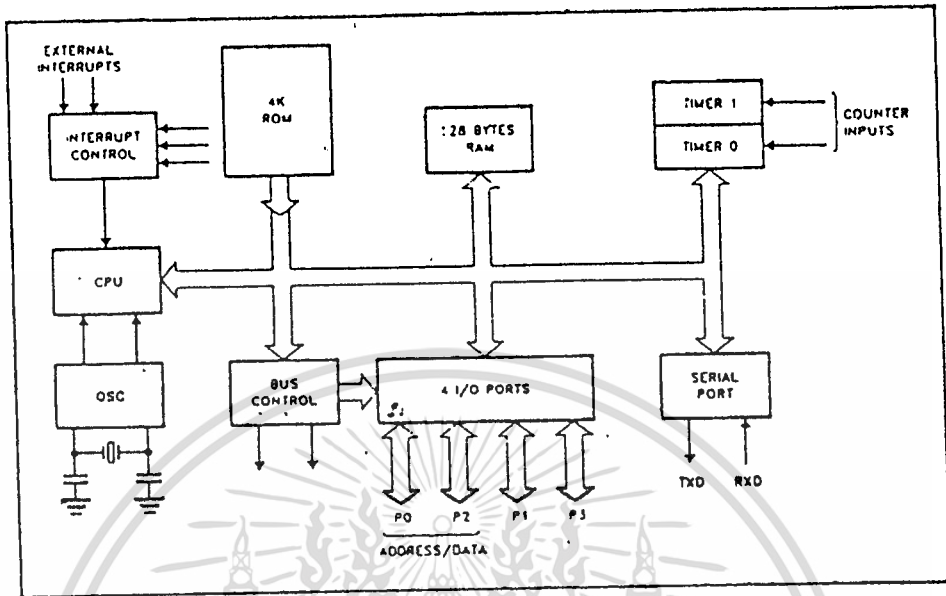 EXTERNAL
INTERRUPTS
INTERRUPT
CONTROL
4K
ROM
128 BYTES
RAM
TIMER 1
TIMER 0
COUNTER
INPUTS
CPU
OSC
BUS
CONTROL
4 I/O PORTS
SERIAL
PORT
P0 P2 P1 P3
TXD RXD
ADDRESS/DATA